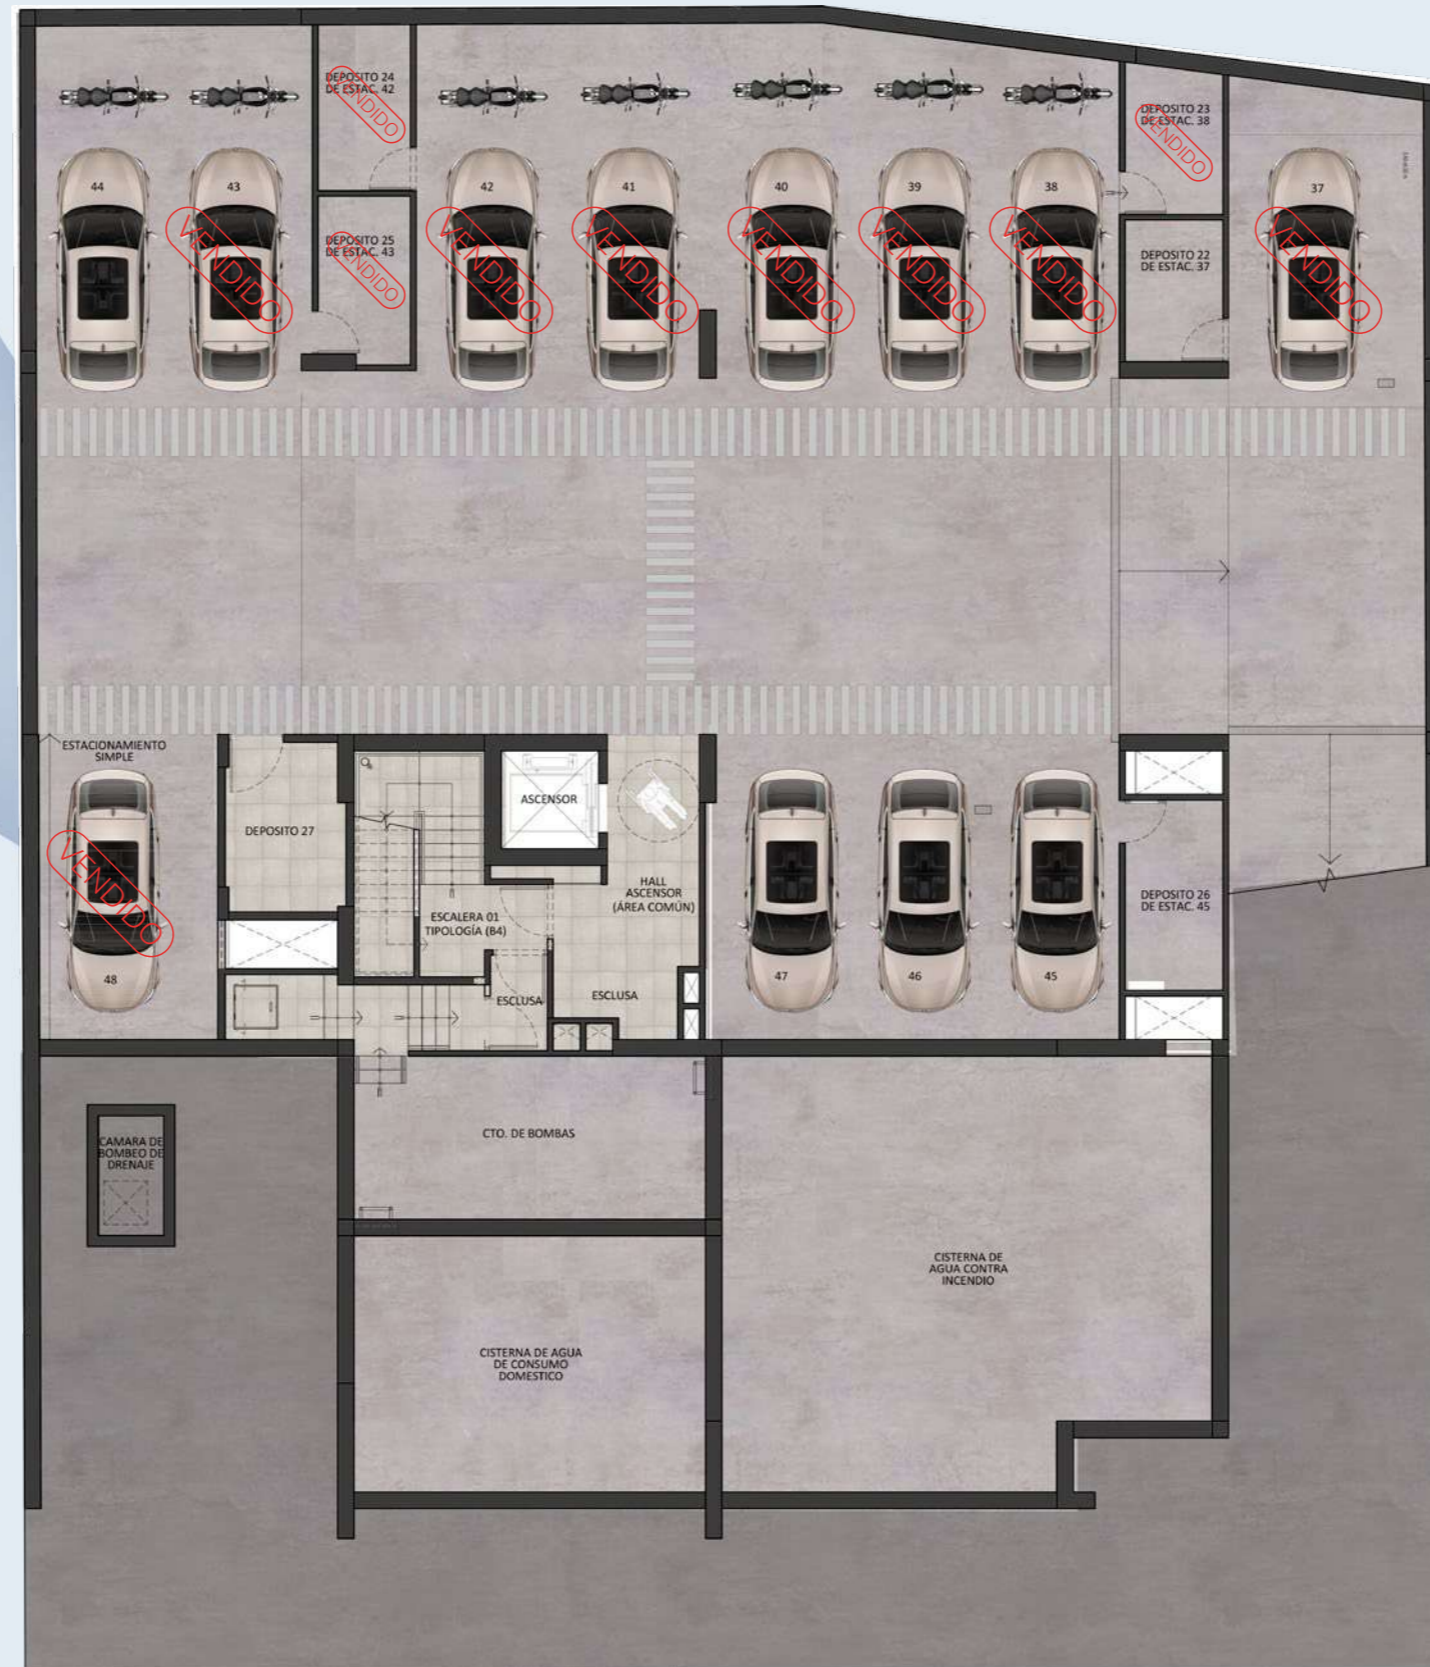 DEPOSITO 24
DE ESTAC. 42
VENDIDO
DEPOSITO 23
DE ESTAC. 38
VENDIDO
44
43
VENDIDO
42
VENDIDO
41
VENDIDO
40
VENDIDO
39
VENDIDO
38
VENDIDO
37
VENDIDO
DEPOSITO 25
DE ESTAC. 43
VENDIDO
DEPOSITO 22
DE ESTAC. 37
ESTACIONAMIENTO
SIMPLE
VENDIDO
48
DEPOSITO 27
ASCENSOR
HALL
ASCENSOR
(ÁREA COMÚN)
ESCALERA 01
TIPOLOGÍA (B4)
ESCLUSA
ESCLUSA
47
46
45
DEPOSITO 26
DE ESTAC. 45
CAMARA DE
BOMBEO DE
DRENAJE
CTO. DE BOMBAS
CISTERNA DE
AGUA CONTRA
INCENDIO
CISTERNA DE AGUA
DE CONSUMO
DOMESTICO